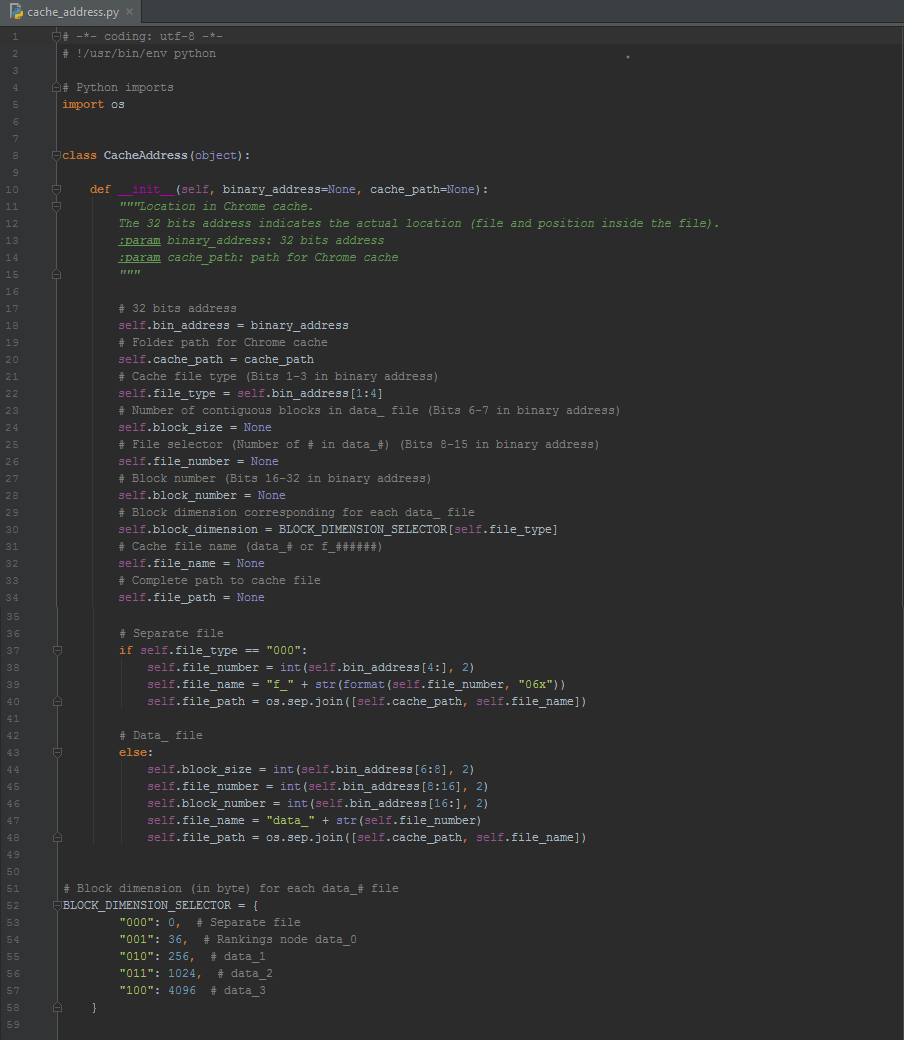 cache_address.py
1 # -*- coding: utf-8 -*-
2 # !/usr/bin/env python
3
4 # Python imports
5 import os
6
7
8 class CacheAddress(object):
9
10     def __init__(self, binary_address=None, cache_path=None):
11         """Location in Chrome cache.
12         The 32 bits address indicates the actual location (file and position inside the file).
13         :param binary_address: 32 bits address
14         :param cache_path: path for Chrome cache
15         """
16
17         # 32 bits address
18         self.bin_address = binary_address
19         # Folder path for Chrome cache
20         self.cache_path = cache_path
21         # Cache file type (Bits 1-3 in binary address)
22         self.file_type = self.bin_address[1:4]
23         # Number of contiguous blocks in data_ file (Bits 6-7 in binary address)
24         self.block_size = None
25         # File selector (Number of # in data_#) (Bits 8-15 in binary address)
26         self.file_number = None
27         # Block number (Bits 16-32 in binary address)
28         self.block_number = None
29         # Block dimension corresponding for each data_ file
30         self.block_dimension = BLOCK_DIMENSION_SELECTOR[self.file_type]
31         # Cache file name (data_# or f_######)
32         self.file_name = None
33         # Complete path to cache file
34         self.file_path = None
35
36         # Separate file
37         if self.file_type == "000":
38             self.file_number = int(self.bin_address[4:], 2)
39             self.file_name = "f_" + str(format(self.file_number, "06x"))
40             self.file_path = os.sep.join([self.cache_path, self.file_name])
41
42         # Data_ file
43         else:
44             self.block_size = int(self.bin_address[6:8], 2)
45             self.file_number = int(self.bin_address[8:16], 2)
46             self.block_number = int(self.bin_address[16:], 2)
47             self.file_name = "data_" + str(self.file_number)
48             self.file_path = os.sep.join([self.cache_path, self.file_name])
49
50
51 # Block dimension (in byte) for each data_# file
52 BLOCK_DIMENSION_SELECTOR = {
53         "000": 0,  # Separate file
54         "001": 36,  # Rankings node data_0
55         "010": 256,  # data_1
56         "011": 1024,  # data_2
57         "100": 4096  # data_3
58     }
59